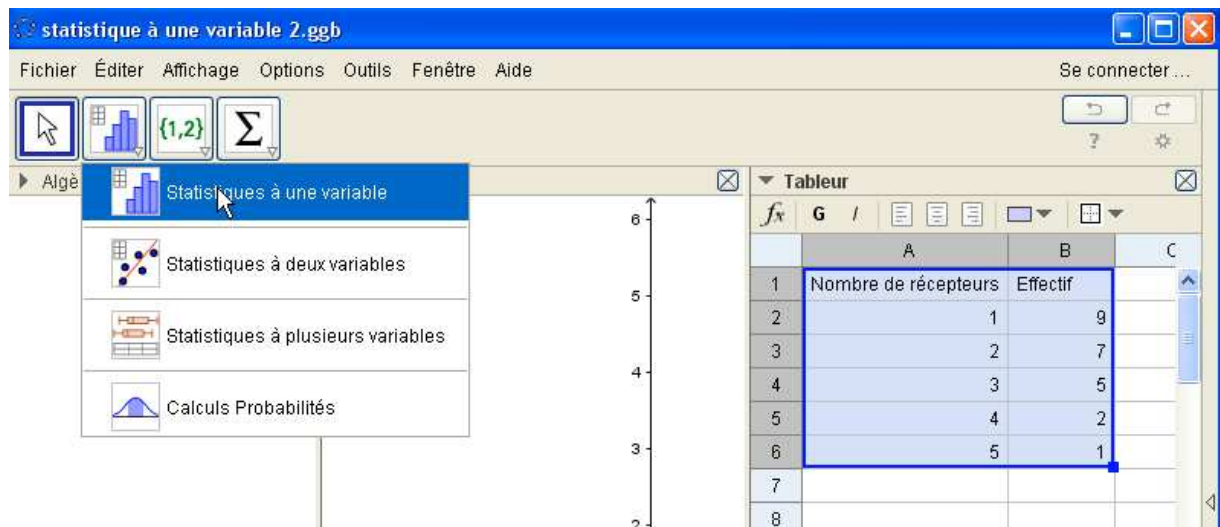 statistique à une variable 2.ggb
Fichier Éditer Affichage Options Outils Fenêtre Aide Se connecter ...
{1,2} Σ
?
Algè
Statistiques à une variable
Statistiques à deux variables
Statistiques à plusieurs variables
Calculs Probabilités
6
5
4
3
2
Tableur
fx G I
A B C
1 Nombre de récepteurs Effectif
2 1 9
3 2 7
4 3 5
5 4 2
6 5 1
7
8